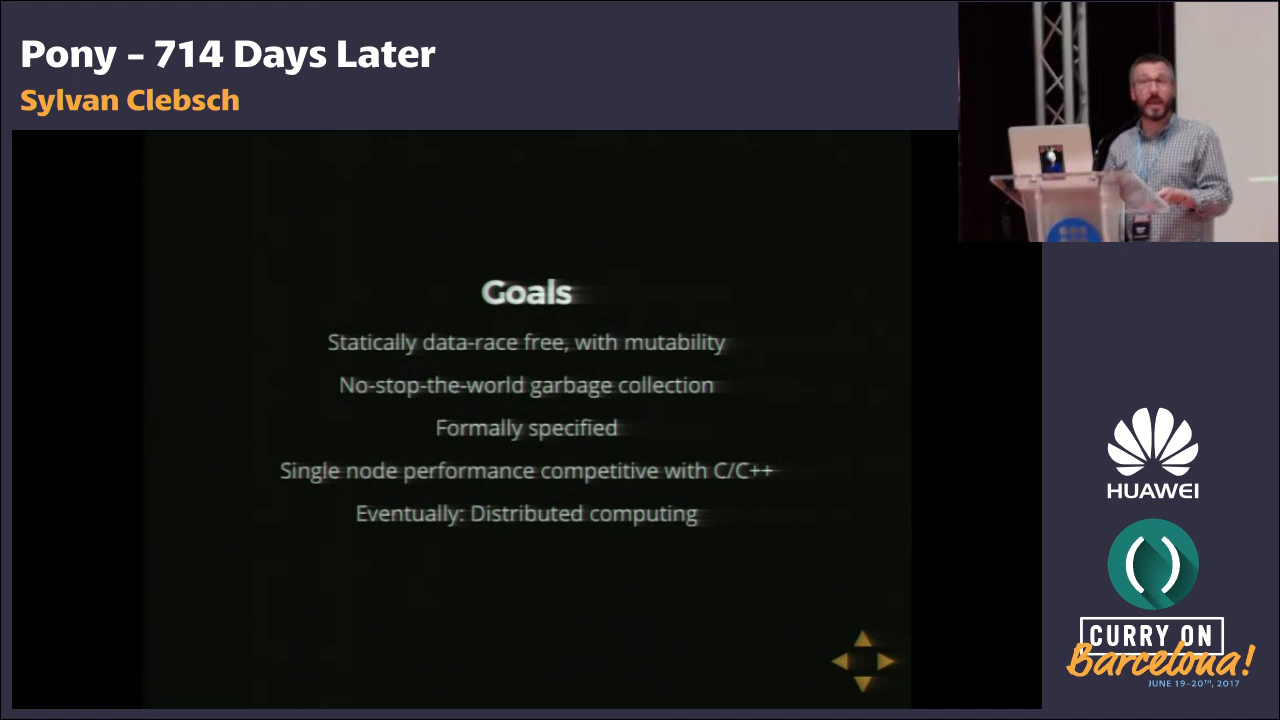 Pony – 714 Days Later
Sylvan Clebsch
Goals
Statically data-race free, with mutability
No-stop-the-world garbage collection
Formally specified
Single node performance competitive with C/C++
Eventually: Distributed computing
HUAWEI
()
CURRY ON
Barcelona!
JUNE 19-20TH, 2017